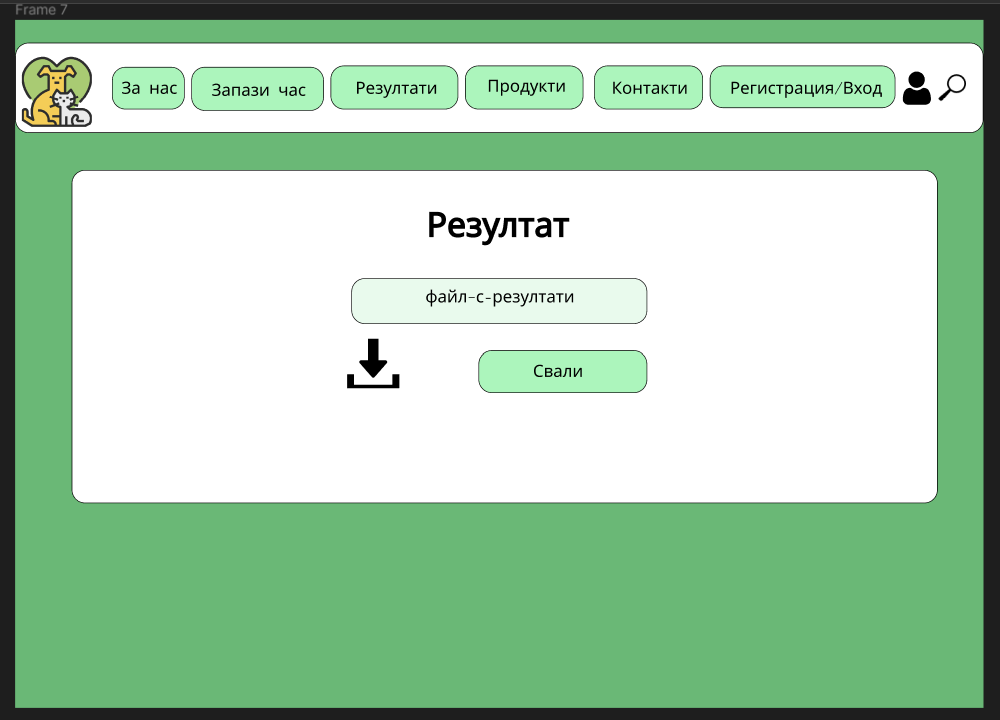 Frame 7
За нас
Запази час
Резултати
Продукти
Контакти
Регистрация/Вход
Резултат
файл-с-резултати
Свали